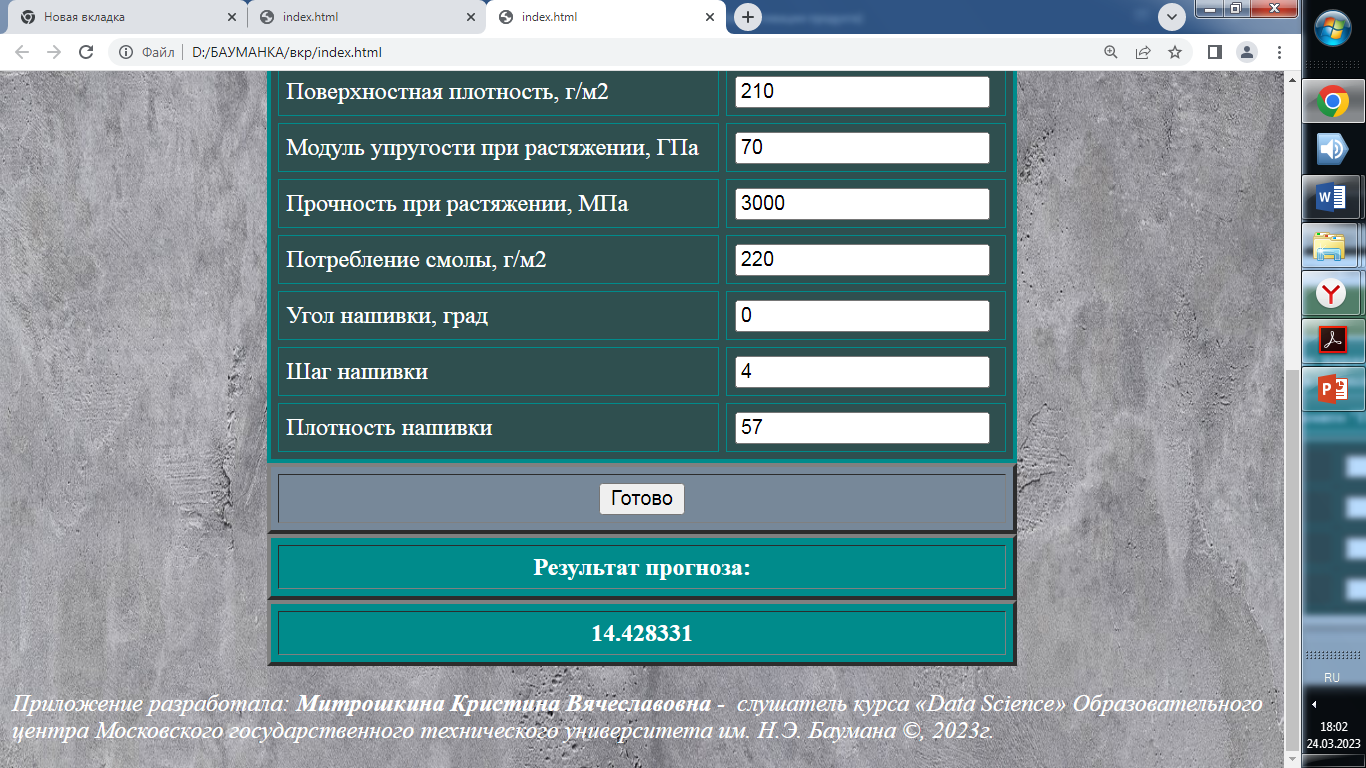 Новая вкладка
index.html
index.html
Файл
D:/БАУМАНКА/вкр/index.html
Поверхностная плотность, г/м2 210
Модуль упругости при растяжении, ГПа 70
Прочность при растяжении, МПа 3000
Потребление смолы, г/м2 220
Угол нашивки, град 0
Шаг нашивки 4
Плотность нашивки 57
Готово
Результат прогноза:
14.428331
Приложение разработала: Митрошкина Кристина Вячеславовна - слушатель курса «Data Science» Образовательного
центра Московского государственного технического университета им. Н.Э. Баумана ©, 2023г.
RU
18:02
24.03.2023